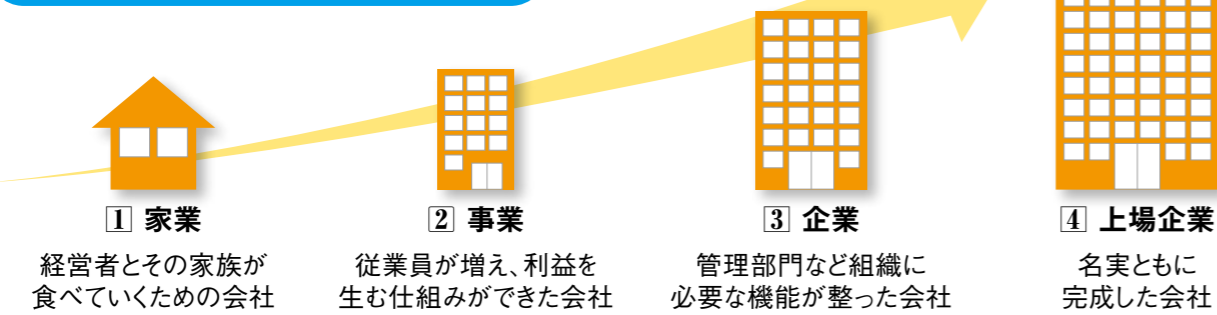 1 家業
経営者とその家族が
食べていくための会社
2 事業
従業員が増え、利益を
生む仕組みができた会社
3 企業
管理部門など組織に
必要な機能が整った会社
4 上場企業
名実ともに
完成した会社